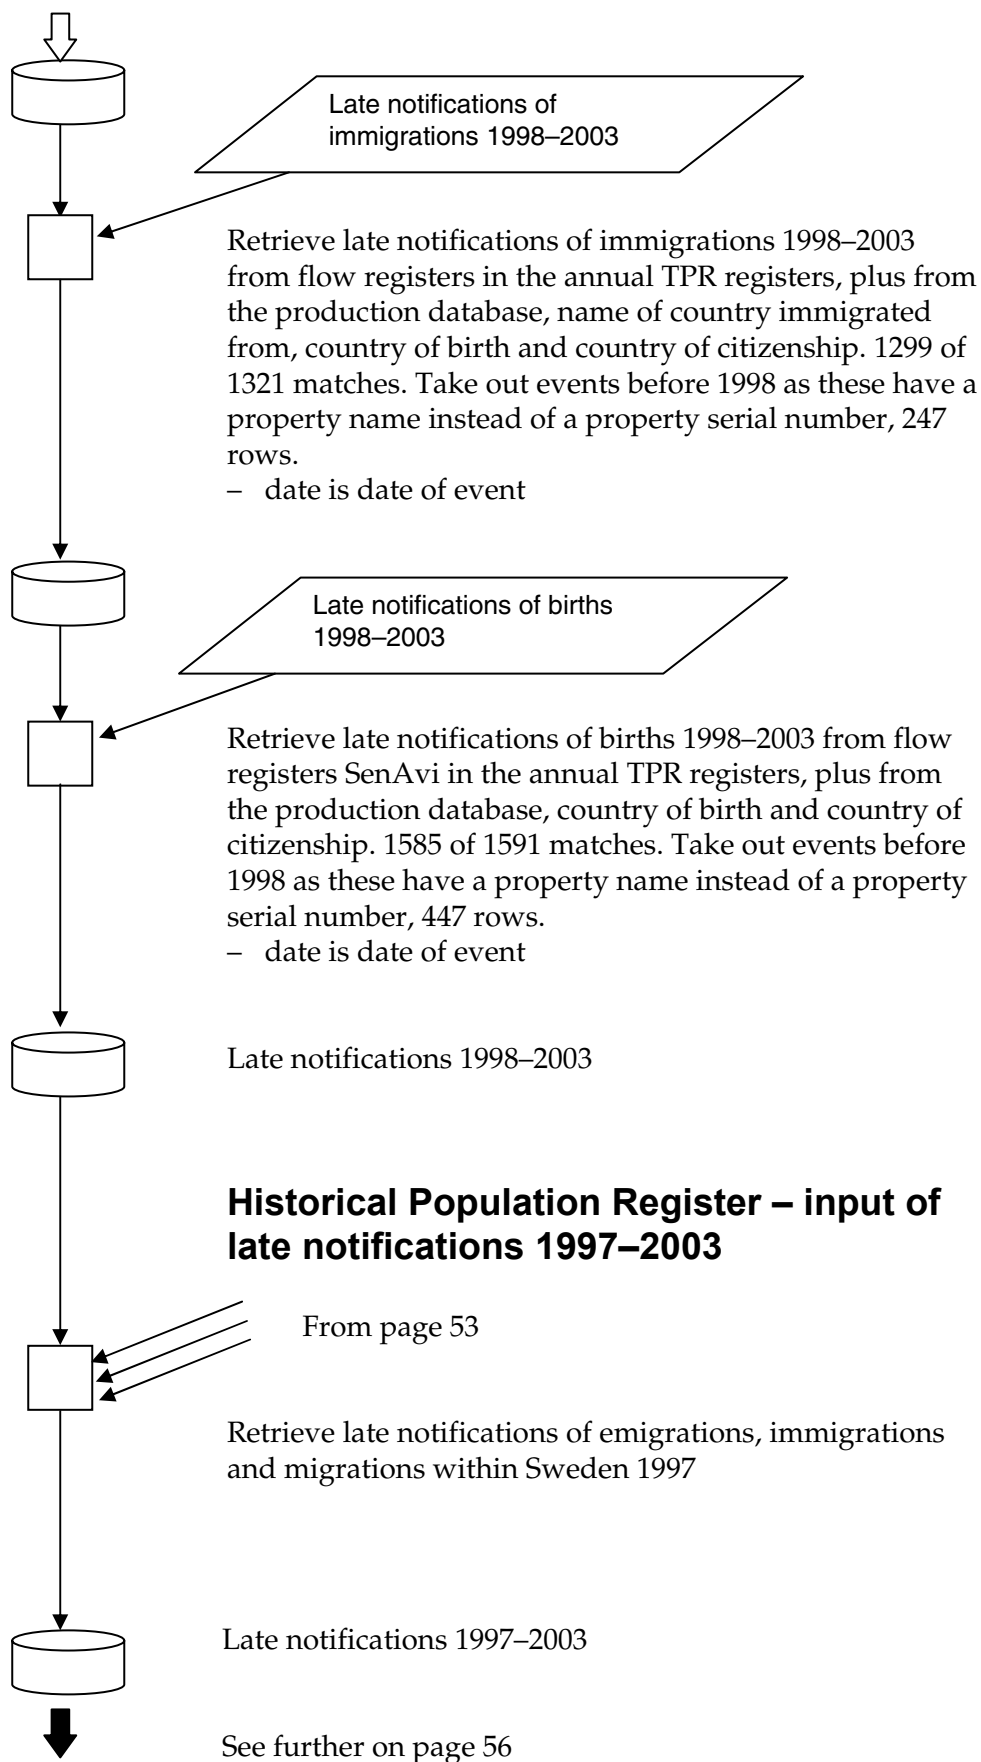 Late notifications of
immigrations 1998–2003
Retrieve late notifications of immigrations 1998–2003
from flow registers in the annual TPR registers, plus from
the production database, name of country immigrated
from, country of birth and country of citizenship. 1299 of
1321 matches. Take out events before 1998 as these have a
property name instead of a property serial number, 247
rows.
– date is date of event
Late notifications of births
1998–2003
Retrieve late notifications of births 1998–2003 from flow
registers SenAvi in the annual TPR registers, plus from
the production database, country of birth and country of
citizenship. 1585 of 1591 matches. Take out events before
1998 as these have a property name instead of a property
serial number, 447 rows.
– date is date of event
Late notifications 1998–2003
Historical Population Register – input of
late notifications 1997–2003
From page 53
Retrieve late notifications of emigrations, immigrations
and migrations within Sweden 1997
Late notifications 1997–2003
See further on page 56